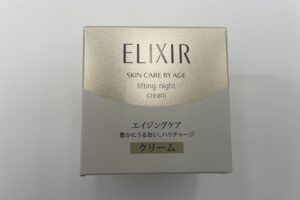 ELIXIR
SKIN CARE BY AGE
lifting night
cream
エイジングケア
豊かにうるおい、ハリチャージ
クリーム